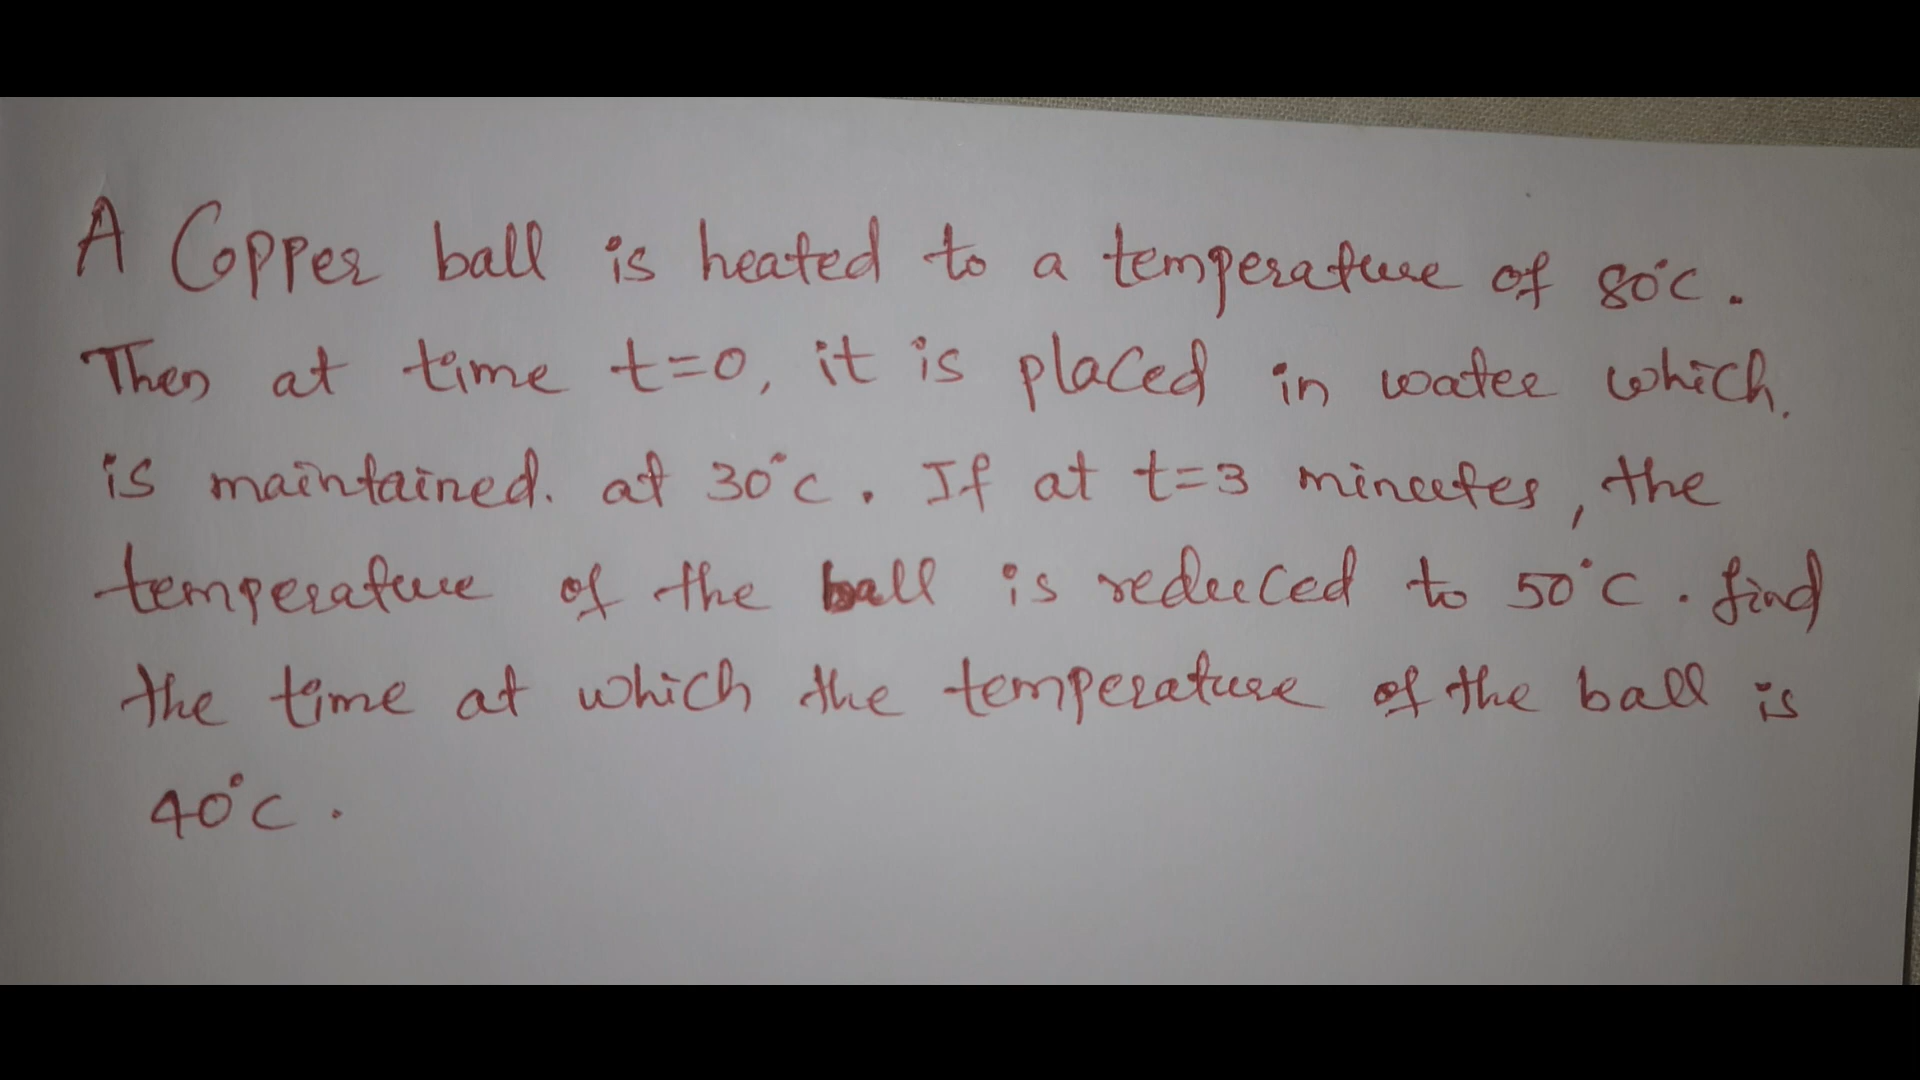 A Copper ball is heated to a temperature of 80°C.
Then at time t=0, it is placed in water which.
is maintained. at 30°C. If at t=3 minutes, the
temperature of the ball is reduced to 50°C. find
the time at which the temperature of the ball is
40°C.